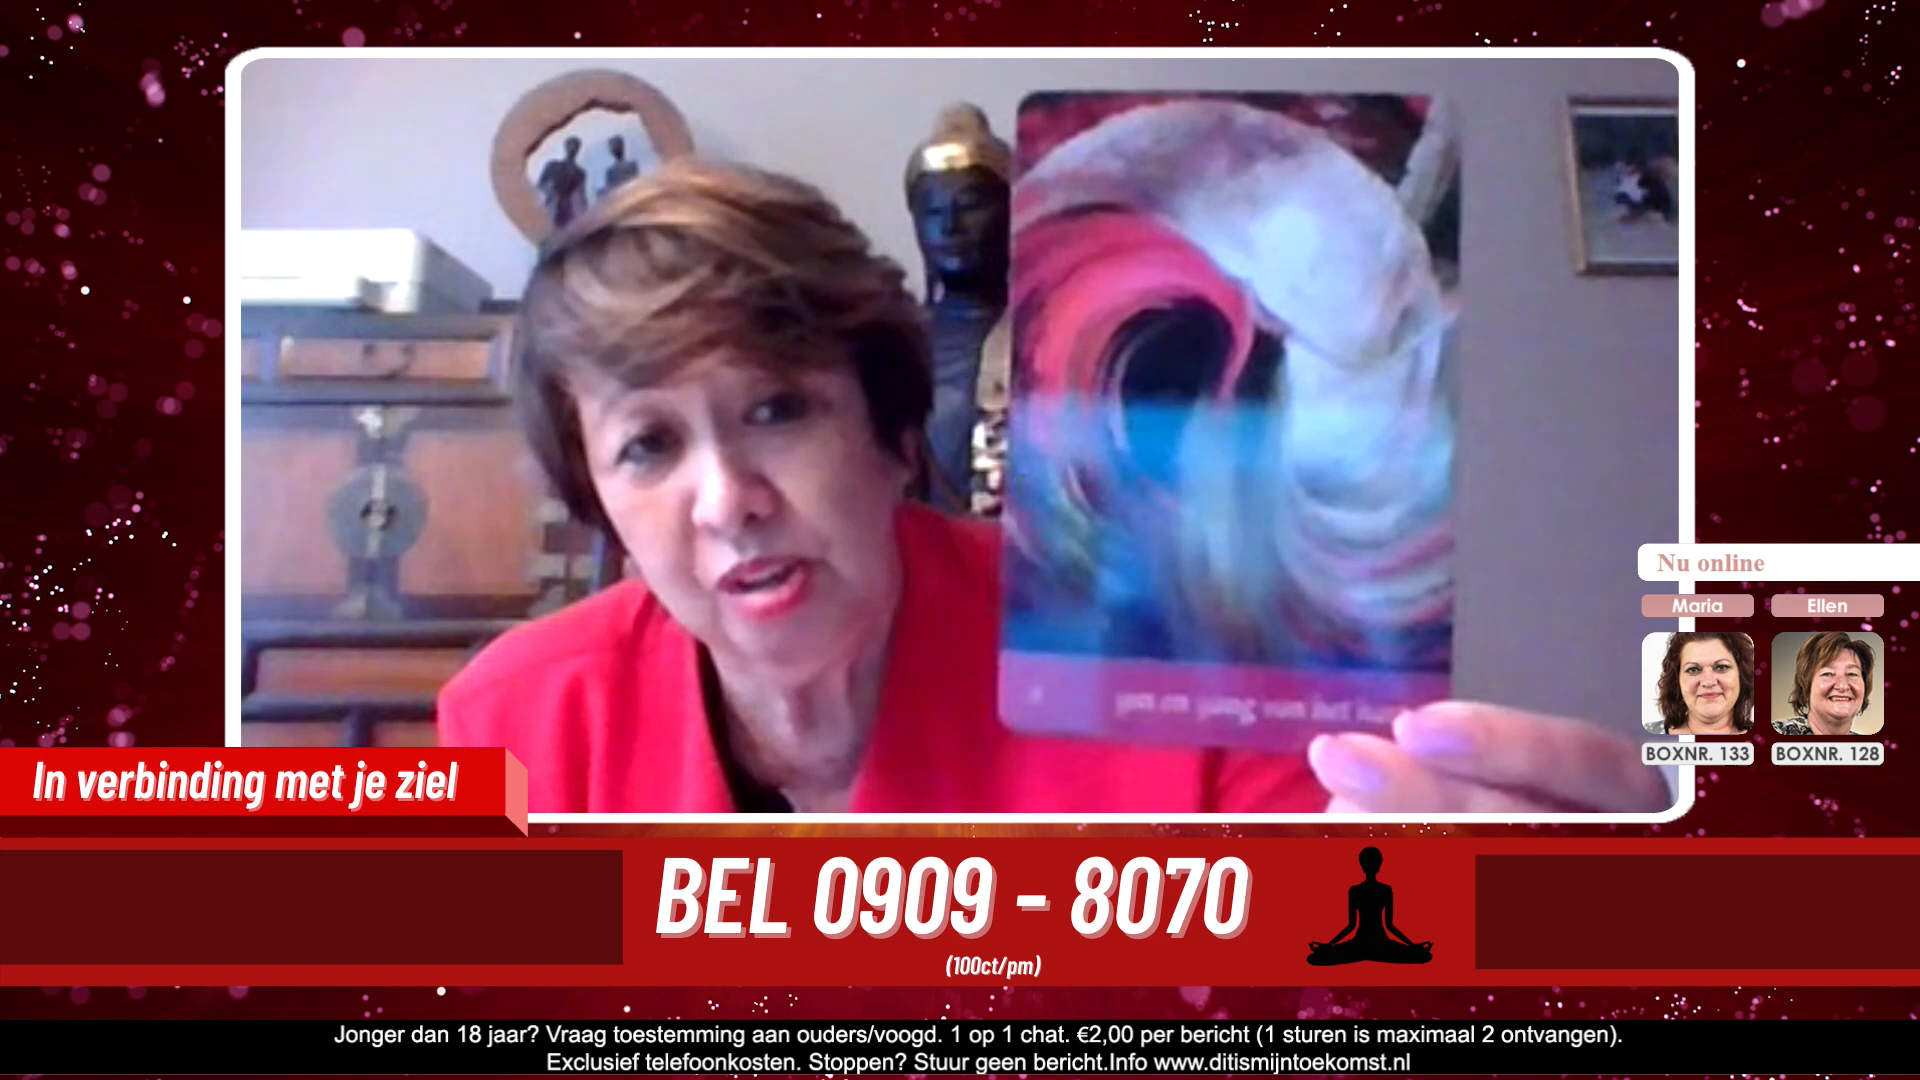 Nu online
Maria
Ellen
BOXNR. 133
BOXNR. 128
In verbinding met je ziel
BEL 0909 - 8070
(100ct/pm)
Jonger dan 18 jaar? Vraag toestemming aan ouders/voogd. 1 op 1 chat. €2,00 per bericht (1 sturen is maximaal 2 ontvangen).
Exclusief telefoonkosten. Stoppen? Stuur geen bericht.Info www.ditismijntoekomst.nl